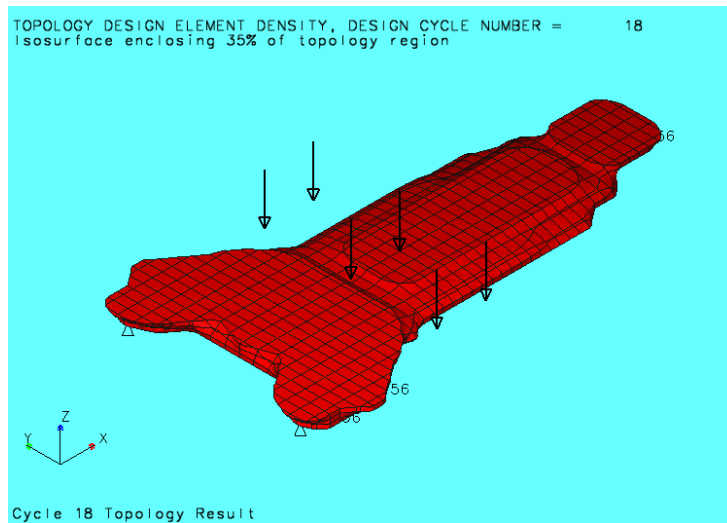 TOPOLOGY DESIGN ELEMENT DENSITY, DESIGN CYCLE NUMBER = 18
Isosurface enclosing 35% of topology region
56
56
56
Z
Y
X
Cycle 18 Topology Result